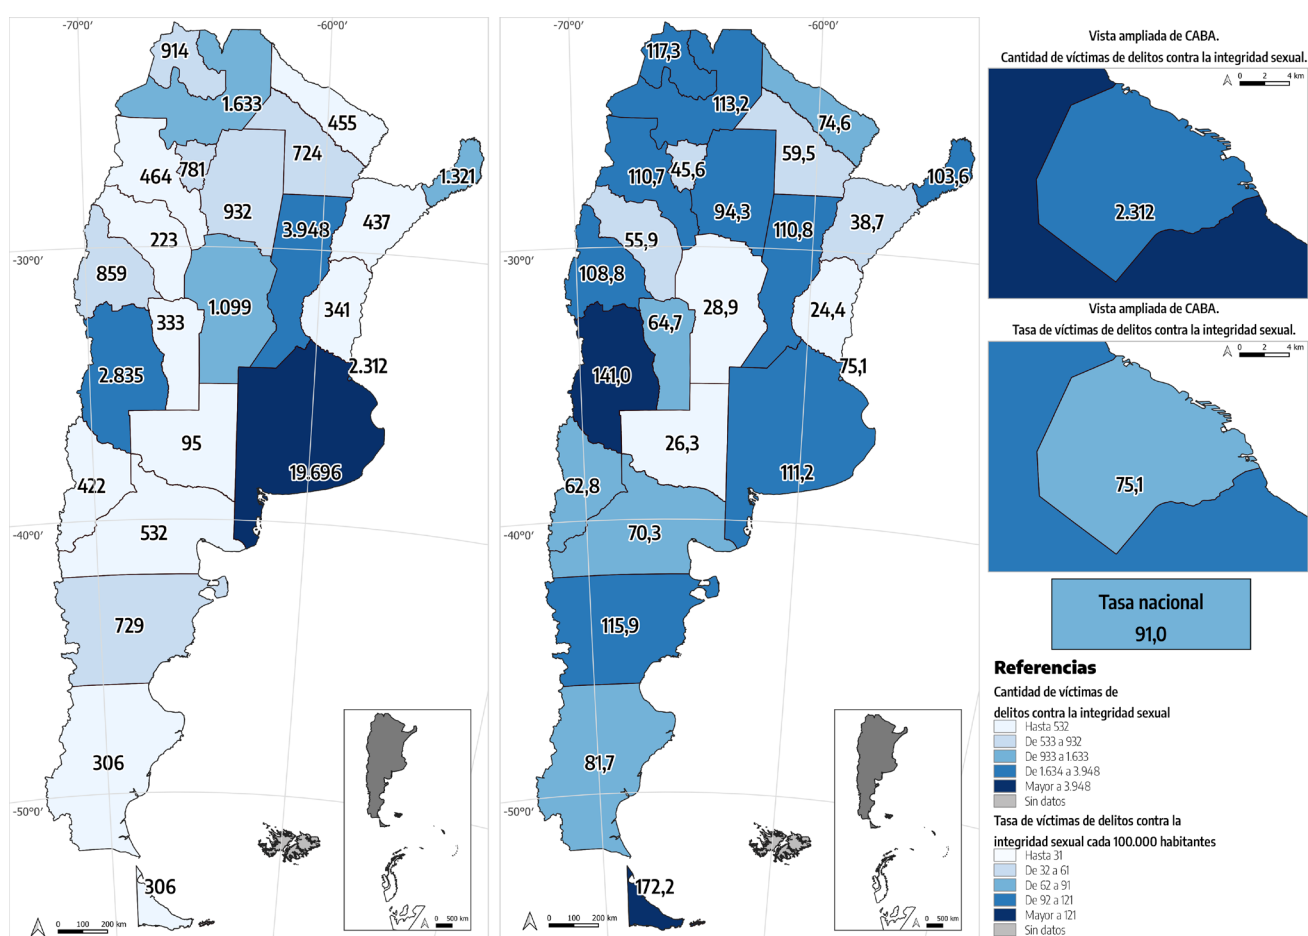 -70°0'
-60°0'
914
1.633
455
724
464
781
1.321
932
3.948
437
223
-30°0'
859
1.099
341
333
2.312
2.835
95
19.696
422
-40°0'
532
729
306
-50°0'
306
0 100 200 km
0 500 km
-70°0'
-60°0'
117,3
113,2
74,6
59,5
110,7
45,6
103,6
94,3
110,8
38,7
55,9
-30°0'
108,8
28,9
24,4
64,7
75,1
141,0
26,3
111,2
62,8
-40°0'
70,3
115,9
81,7
-50°0'
172,2
0 100 200 km
0 500 km
Vista ampliada de CABA.
Cantidad de víctimas de delitos contra la integridad sexual.
0 2 4 km
2.312
Vista ampliada de CABA.
Tasa de víctimas de delitos contra la integridad sexual.
0 2 4 km
75,1
Tasa nacional
91,0
Referencias
Cantidad de víctimas de
delitos contra la integridad sexual
Hasta 532
De 533 a 932
De 933 a 1.633
De 1.634 a 3.948
Mayor a 3.948
Sin datos
Tasa de víctimas de delitos contra la
integridad sexual cada 100.000 habitantes
Hasta 31
De 32 a 61
De 62 a 91
De 92 a 121
Mayor a 121
Sin datos